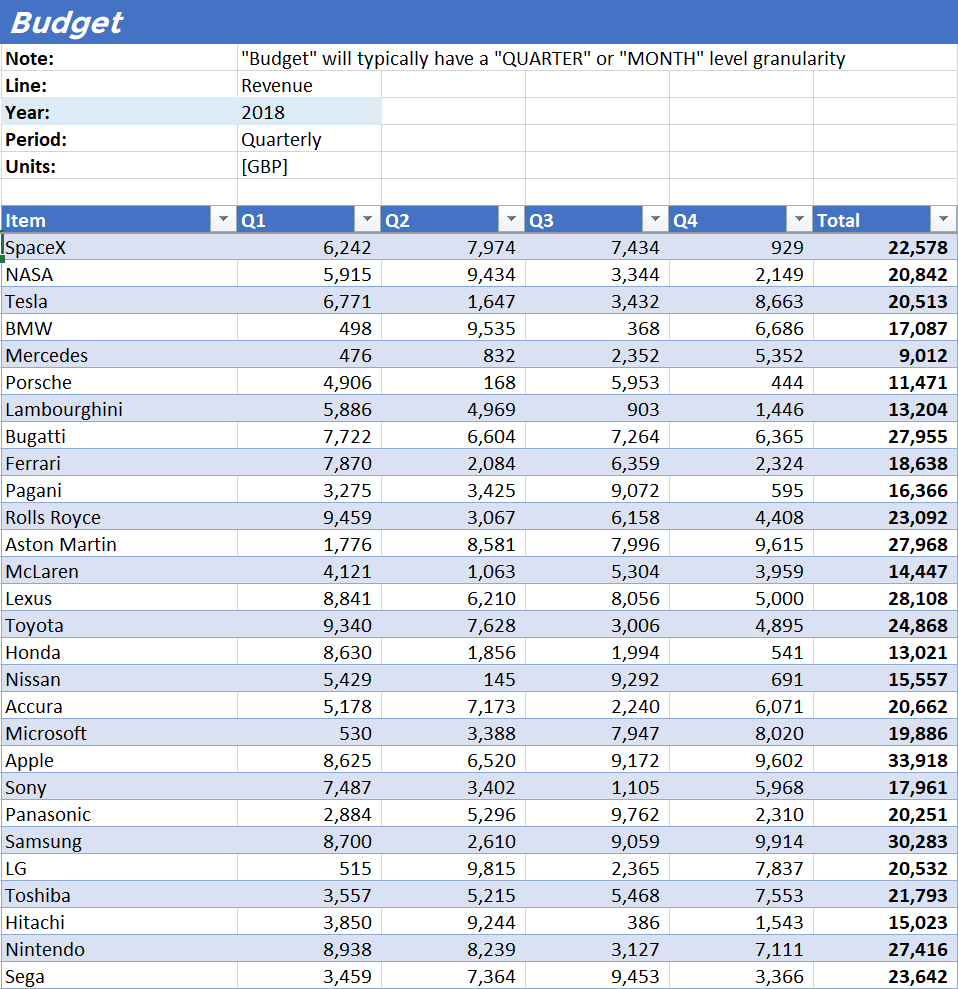 Budget
Note: "Budget" will typically have a "QUARTER" or "MONTH" level granularity
Line: Revenue
Year: 2018
Period: Quarterly
Units: [GBP]
Item Q1 Q2 Q3 Q4 Total
SpaceX 6,242 7,974 7,434 929 22,578
NASA 5,915 9,434 3,344 2,149 20,842
Tesla 6,771 1,647 3,432 8,663 20,513
BMW 498 9,535 368 6,686 17,087
Mercedes 476 832 2,352 5,352 9,012
Porsche 4,906 168 5,953 444 11,471
Lambourghini 5,886 4,969 903 1,446 13,204
Bugatti 7,722 6,604 7,264 6,365 27,955
Ferrari 7,870 2,084 6,359 2,324 18,638
Pagani 3,275 3,425 9,072 595 16,366
Rolls Royce 9,459 3,067 6,158 4,408 23,092
Aston Martin 1,776 8,581 7,996 9,615 27,968
McLaren 4,121 1,063 5,304 3,959 14,447
Lexus 8,841 6,210 8,056 5,000 28,108
Toyota 9,340 7,628 3,006 4,895 24,868
Honda 8,630 1,856 1,994 541 13,021
Nissan 5,429 145 9,292 691 15,557
Accura 5,178 7,173 2,240 6,071 20,662
Microsoft 530 3,388 7,947 8,020 19,886
Apple 8,625 6,520 9,172 9,602 33,918
Sony 7,487 3,402 1,105 5,968 17,961
Panasonic 2,884 5,296 9,762 2,310 20,251
Samsung 8,700 2,610 9,059 9,914 30,283
LG 515 9,815 2,365 7,837 20,532
Toshiba 3,557 5,215 5,468 7,553 21,793
Hitachi 3,850 9,244 386 1,543 15,023
Nintendo 8,938 8,239 3,127 7,111 27,416
Sega 3,459 7,364 9,453 3,366 23,642